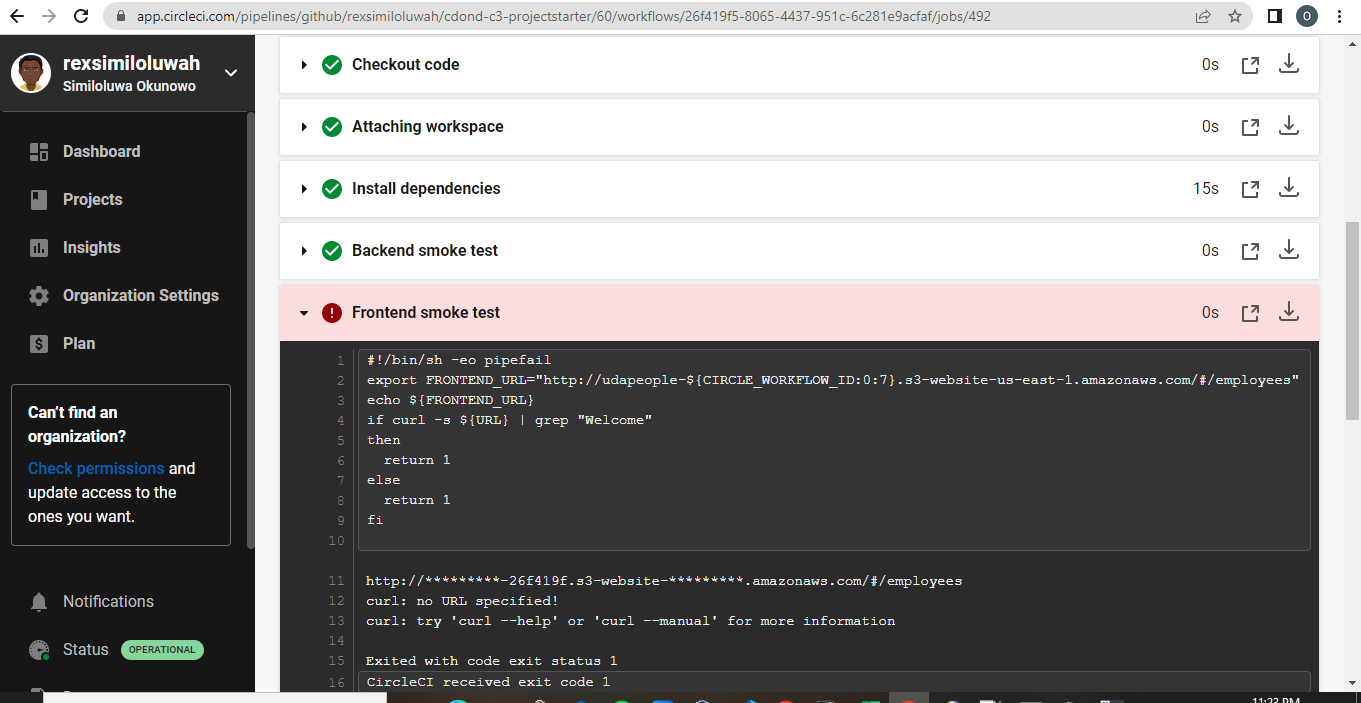 app.circleci.com/pipelines/github/rexsimiloluwah/cdond-c3-projectstarter/60/workflows/26f419f5-8065-4437-951c-6c281e9acfaf/jobs/492
O
rexsimiloluwah
Similoluwa Okunowo
Dashboard
Projects
Insights
Organization Settings
Plan
Can't find an
organization?
Check permissions and
update access to the
ones you want.
Notifications
Status OPERATIONAL
Checkout code 0s
Attaching workspace 0s
Install dependencies 15s
Backend smoke test 0s
Frontend smoke test 0s
1 #!/bin/sh -eo pipefail
2 export FRONTEND_URL="http://udapeople-${CIRCLE_WORKFLOW_ID:0:7}.s3-website-us-east-1.amazonaws.com/#/employees"
3 echo ${FRONTEND_URL}
4 if curl -s ${URL} | grep "Welcome"
5 then
6 return 1
7 else
8 return 1
9 fi
10
11 http://*********-26f419f.s3-website-*********.amazonaws.com/#/employees
12 curl: no URL specified!
13 curl: try 'curl --help' or 'curl --manual' for more information
14
15 Exited with code exit status 1
16 CircleCI received exit code 1
11:23 PM